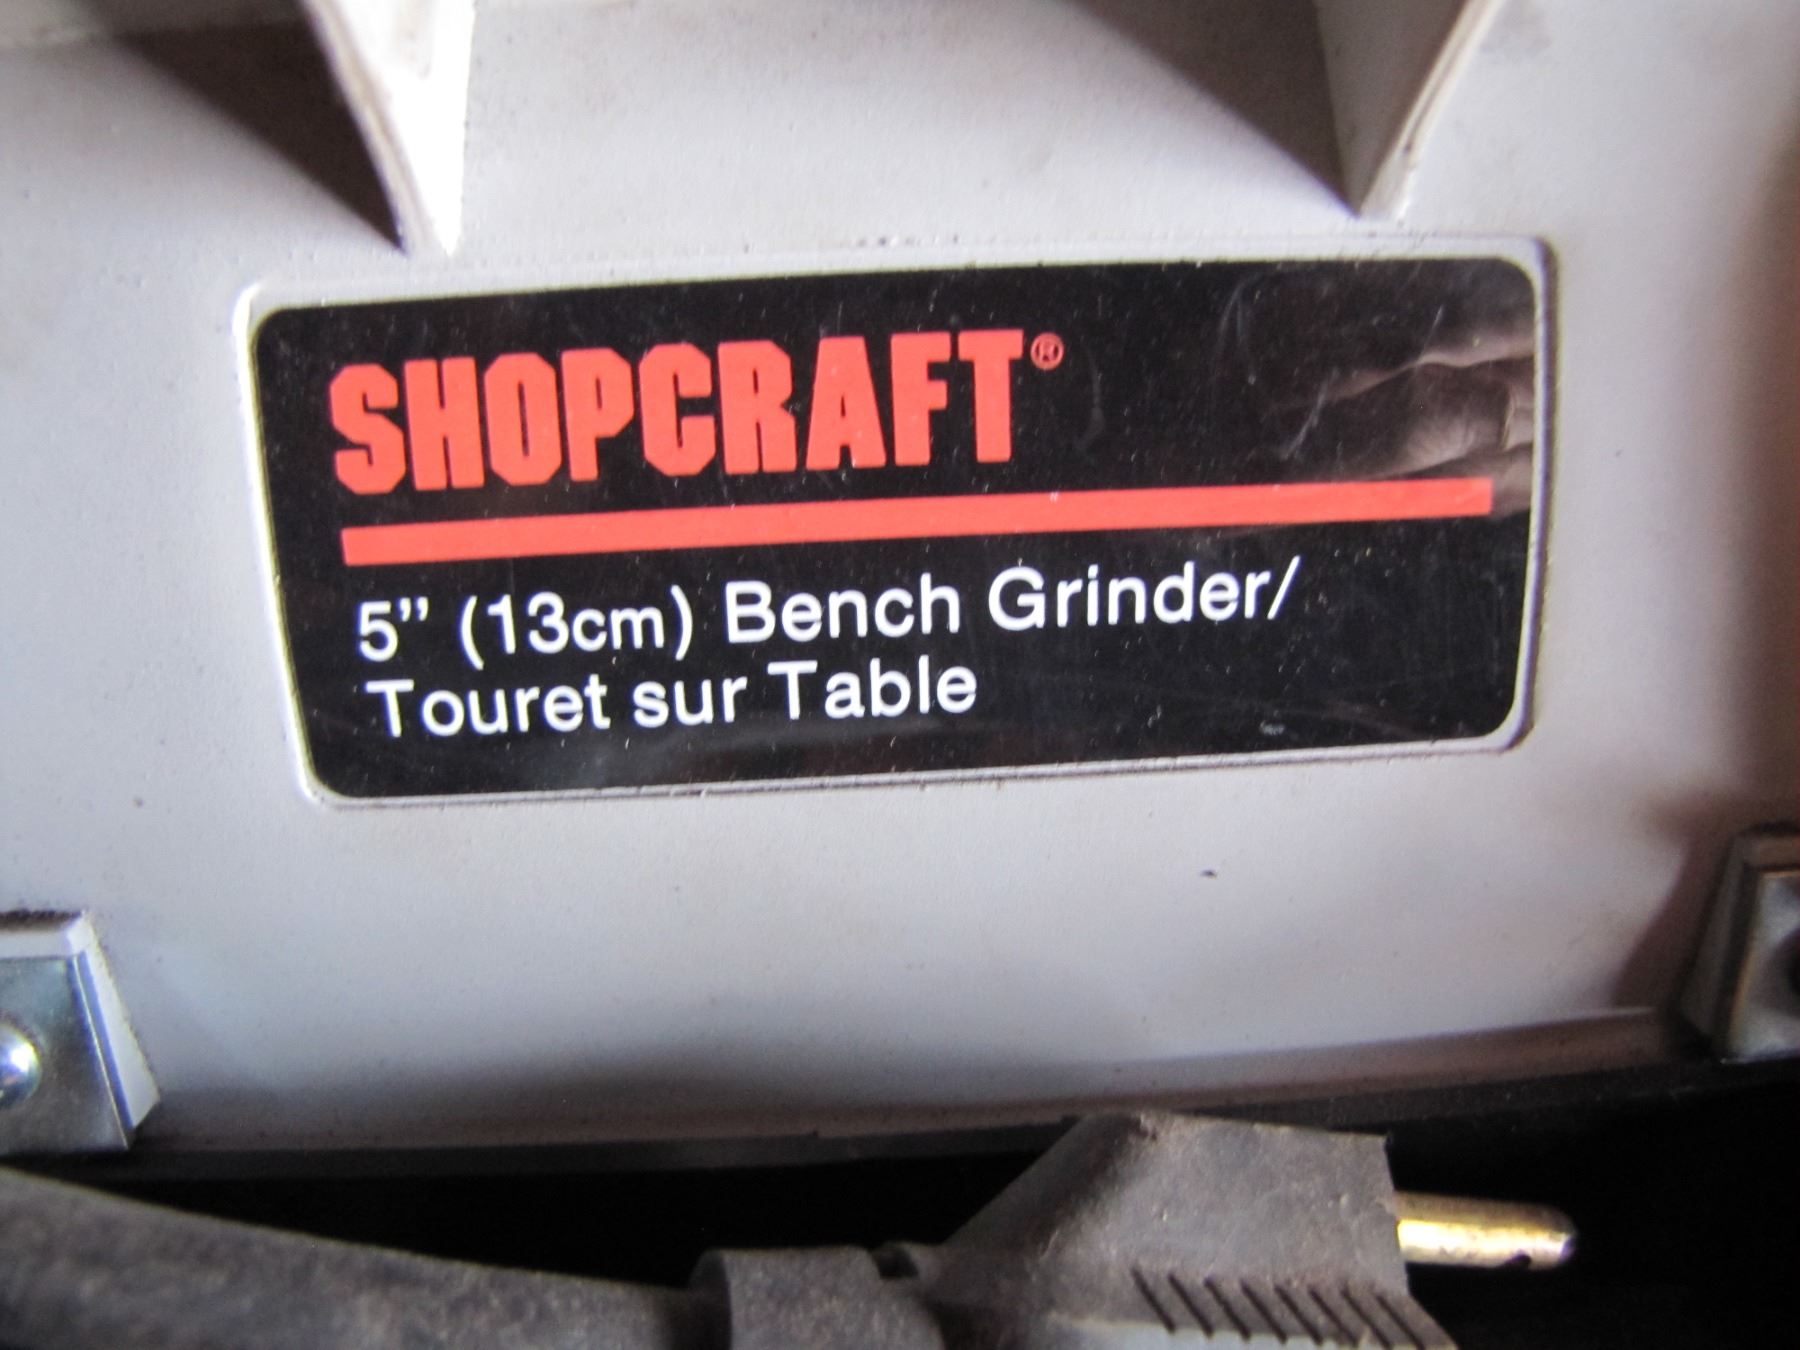 SHOPCRAFT®
5” (13cm) Bench Grinder/
Touret sur Table